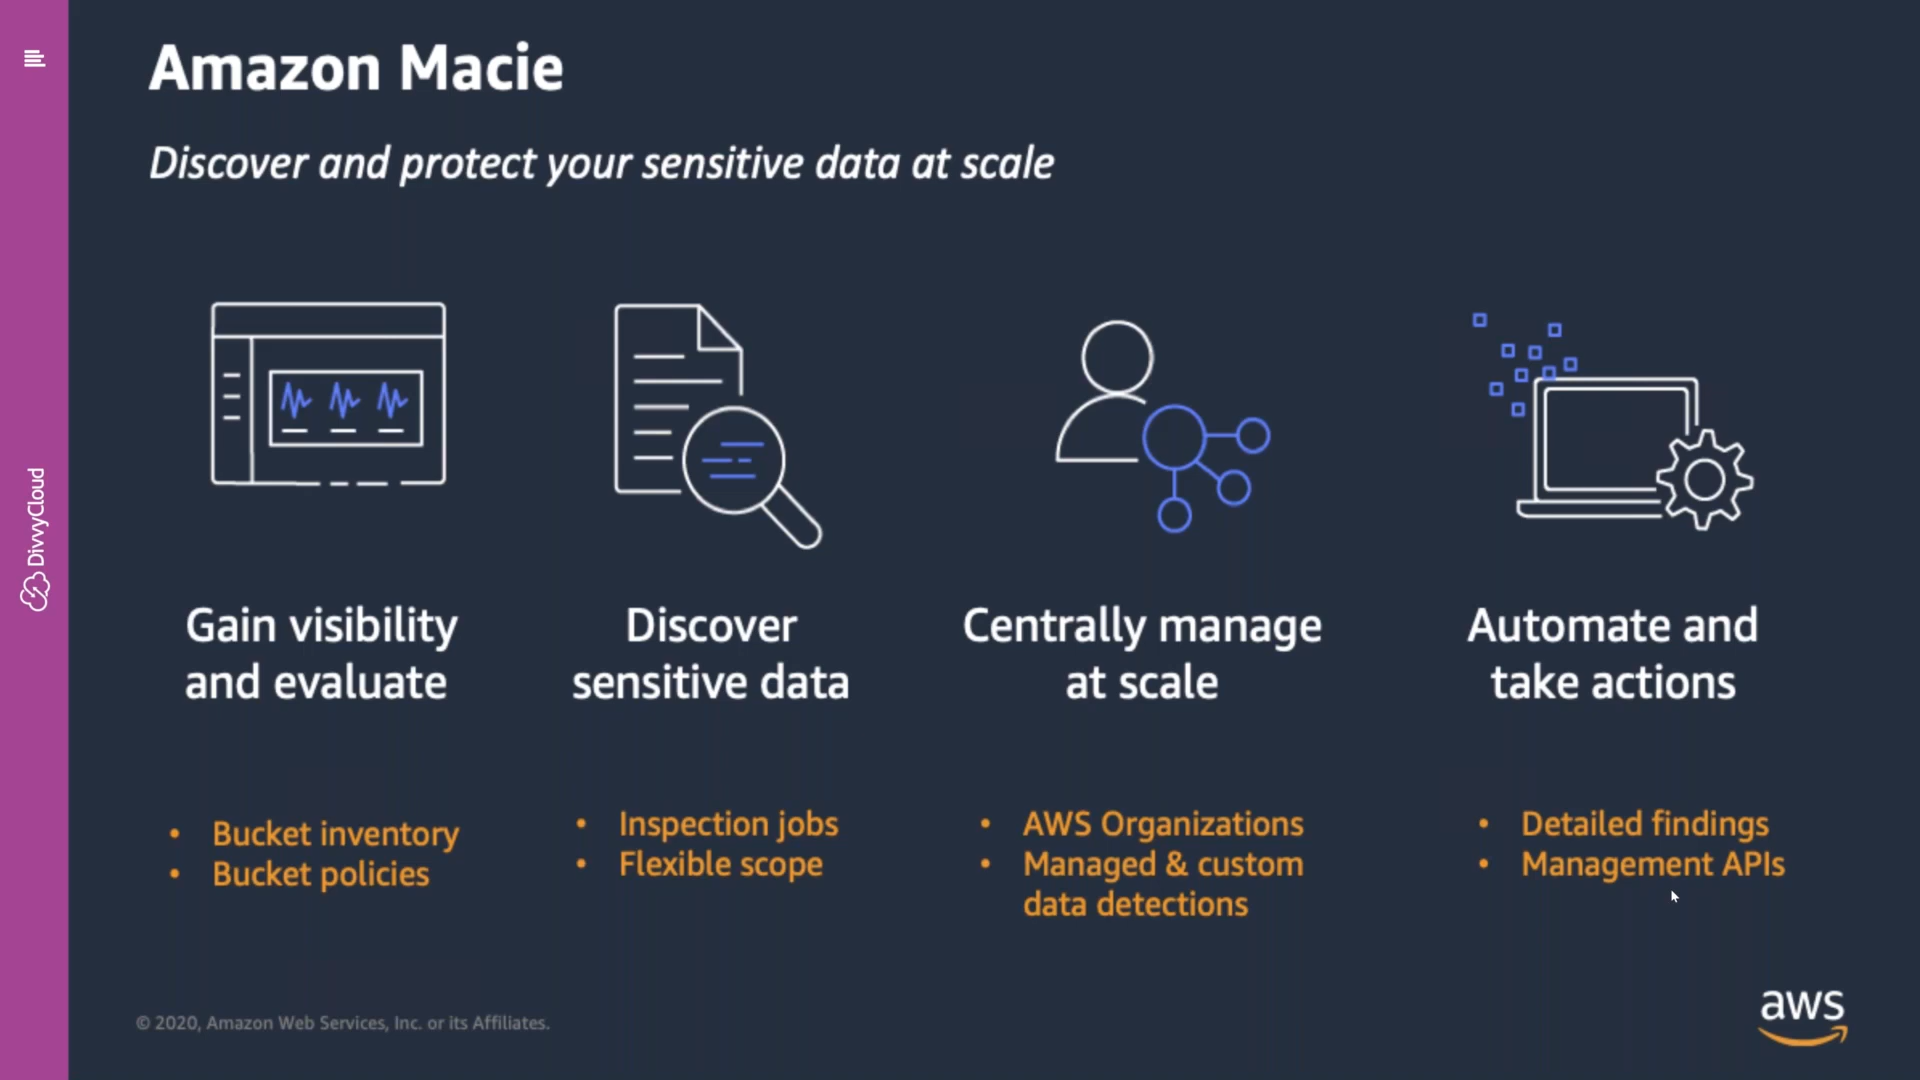 Amazon Macie
Discover and protect your sensitive data at scale
Gain visibility
and evaluate
• Bucket inventory
• Bucket policies
Discover
sensitive data
• Inspection jobs
• Flexible scope
Centrally manage
at scale
• AWS Organizations
• Managed & custom
data detections
Automate and
take actions
• Detailed findings
• Management APIs
DivvyCloud
© 2020, Amazon Web Services, Inc. or its Affiliates.
aws